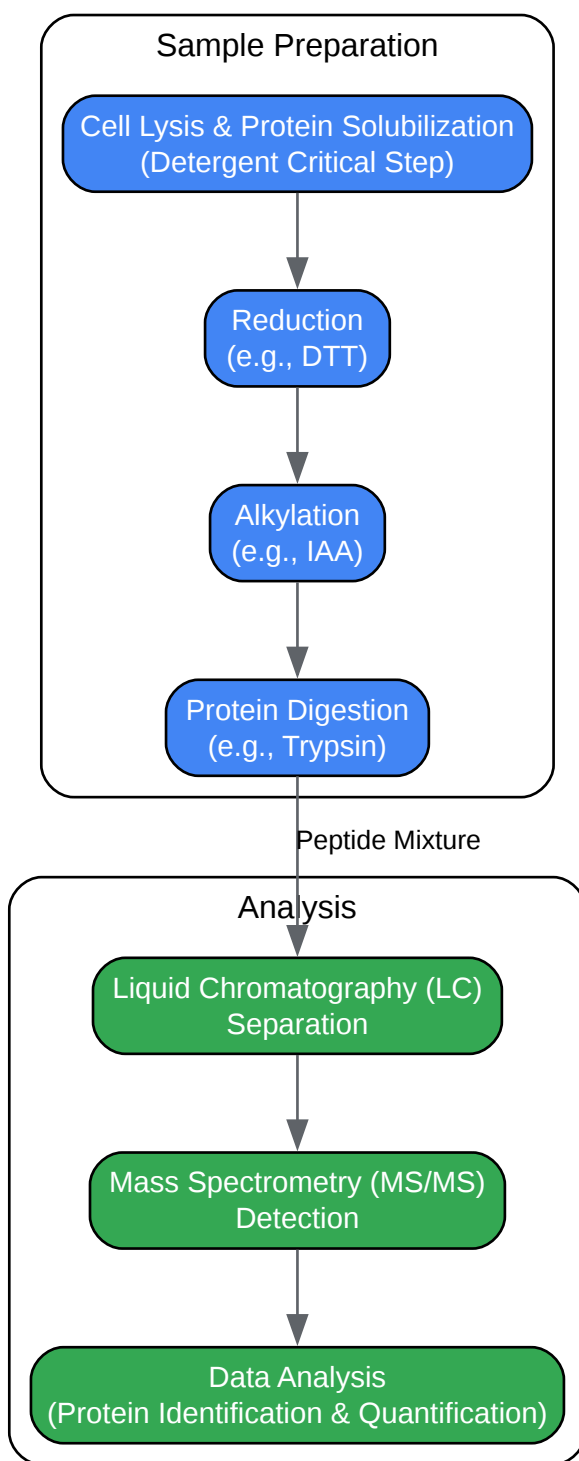 Sample Preparation
Cell Lysis & Protein Solubilization
(Detergent Critical Step)
Reduction
(e.g., DTT)
Alkylation
(e.g., IAA)
Protein Digestion
(e.g., Trypsin)
Peptide Mixture
Analysis
Liquid Chromatography (LC)
Separation
Mass Spectrometry (MS/MS)
Detection
Data Analysis
(Protein Identification & Quantification)